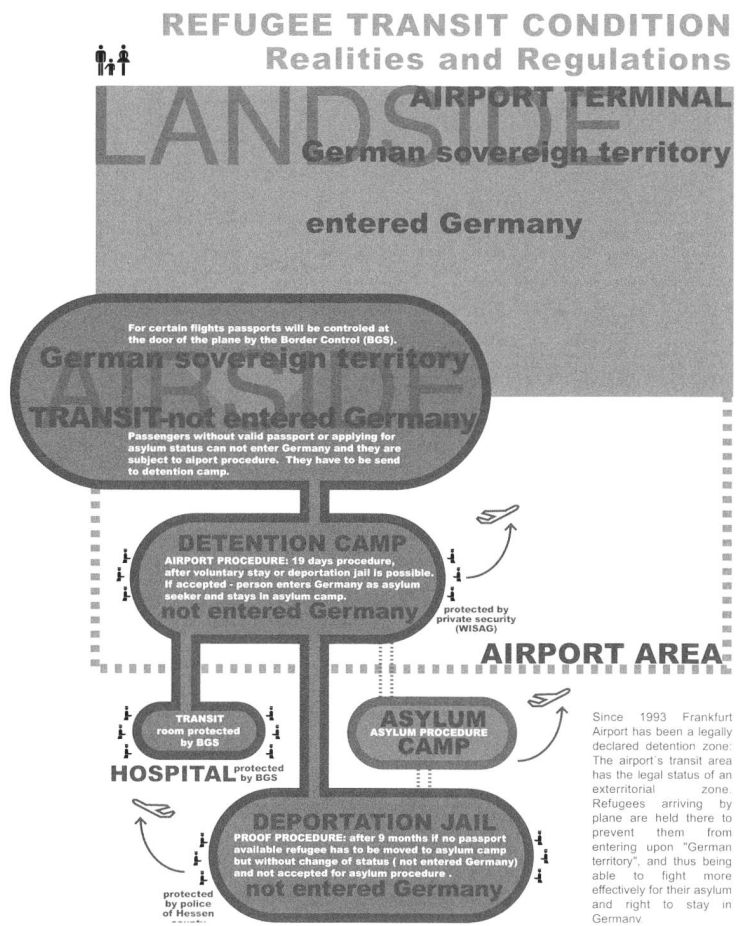 REFUGEE TRANSIT CONDITION
Realities and Regulations
LANDSIDE
AIRPORT TERMINAL
German sovereign territory
entered Germany
For certain flights passports will be controled at
the door of the plane by the Border Control (BGS).
German sovereign territory
AIRSIDE
TRANSIT-not entered Germany
Passengers without valid passport or applying for
asylum status can not enter Germany and they are
subject to aiport procedure. They have to be send
to detention camp.
DETENTION CAMP
AIRPORT PROCEDURE: 19 days procedure,
after voluntary stay or deportation jail is possible.
If accepted - person enters Germany as asylum
seeker and stays in asylum camp.
not entered Germany
protected by
private security
(WISAG)
AIRPORT AREA
TRANSIT
room protected
by BGS
HOSPITAL
protected
by BGS
ASYLUM
ASYLUM PROCEDURE
CAMP
Since 1993 Frankfurt
Airport has been a legally
declared detention zone:
The airport´s transit area
has the legal status of an
exterritorial zone.
Refugees arriving by
plane are held there to
prevent them from
entering upon "German
territory", and thus being
able to fight more
effectively for their asylum
and right to stay in
Germany
DEPORTATION JAIL
PROOF PROCEDURE: after 9 months if no passport
available refugee has to be moved to asylum camp
but without change of status ( not entered Germany)
and not accepted for asylum procedure .
not entered Germany
protected
by police
of Hessen